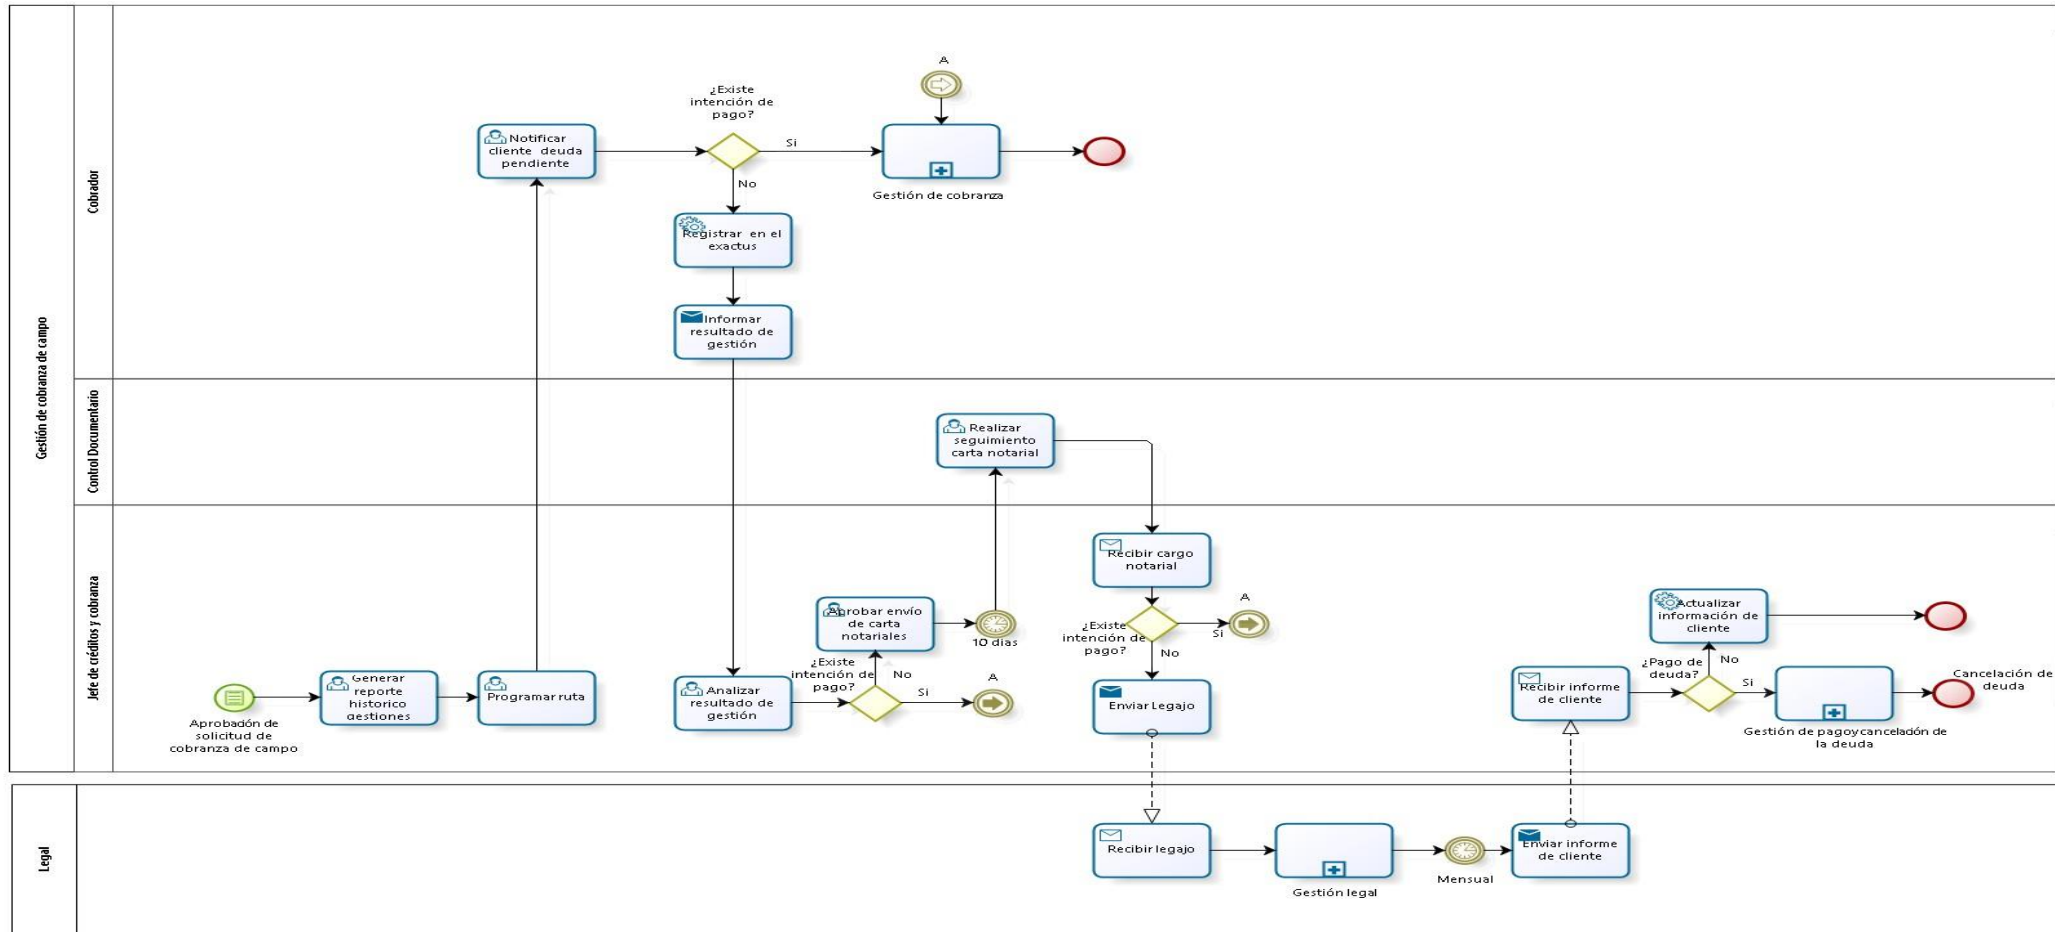 Gestión de cobranza de campo
Cobrador
A
¿Existe
intención de
pago?
Notificar
cliente deuda
pendiente
Si
No
Gestión de cobranza
Registrar en el
exactus
Informar
resultado de
gestión
Control Documentario
Realizar
seguimiento
carta notarial
Jefe de créditos y cobranza
Aprobación de
solicitud de
cobranza de campo
Generar
reporte
historico
gestiones
Programar ruta
Analizar
resultado de
gestión
¿Existe
intención de
pago?
No
Si
A
Aprobar envío
de carta
notariales
10 dias
Recibir cargo
notarial
¿Existe
intención de
pago?
Si
A
No
Enviar Legajo
Recibir informe
de cliente
¿Pago de
deuda?
No
Si
Actualizar
información de
cliente
Gestión de pagoycancelación de
la deuda
Cancelación de
deuda
Legal
Recibir legajo
Gestión legal
Mensual
Enviar informe
de cliente